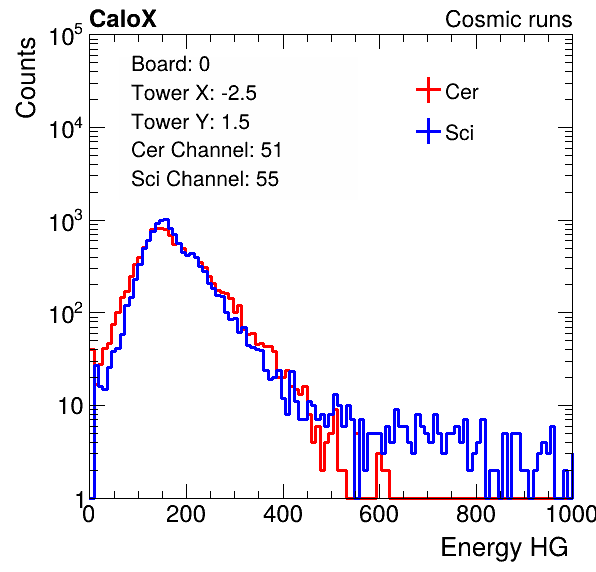 CaloX Cosmic runs
Counts
10^5
10^4
10^3
10^2
10
1
Board: 0
Tower X: -2.5
Tower Y: 1.5
Cer Channel: 51
Sci Channel: 55
Cer
Sci
0 200 400 600 800 1000
Energy HG